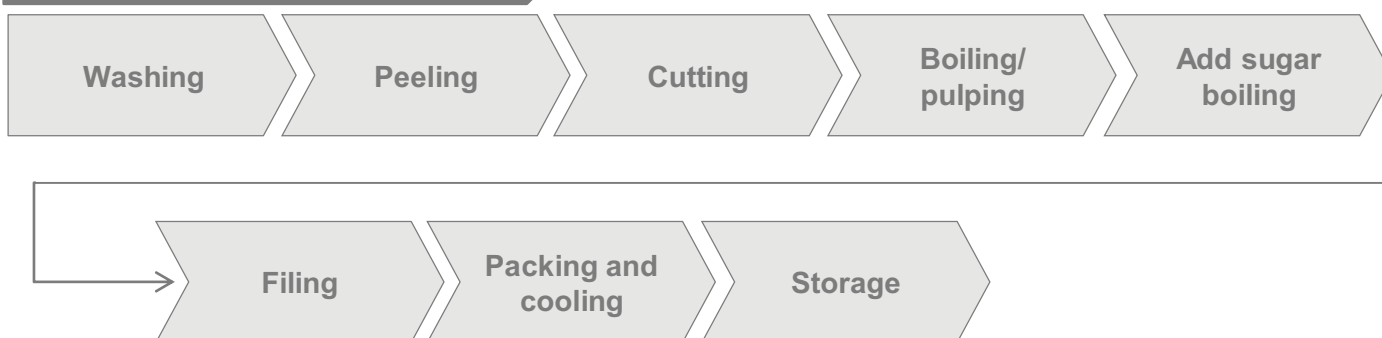 Washing
Peeling
Cutting
Boiling/
pulping
Add sugar
boiling
Filing
Packing and
cooling
Storage